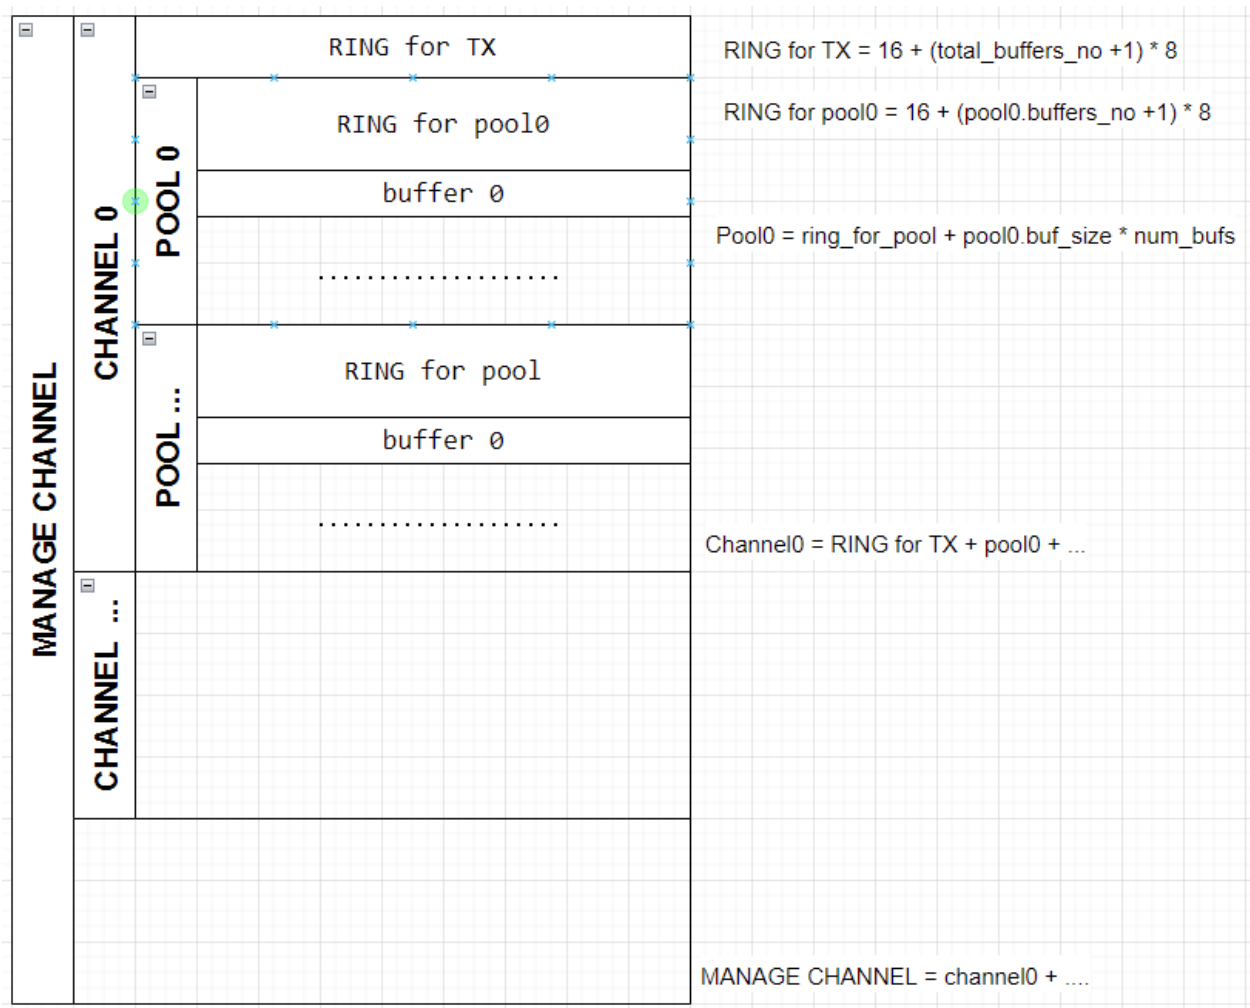 RING for TX
RING for TX = 16 + (total_buffers_no +1) * 8
RING for pool0
RING for pool0 = 16 + (pool0.buffers_no +1) * 8
POOL 0
buffer 0
Pool0 = ring_for_pool + pool0.buf_size * num_bufs
CHANNEL 0
....................
RING for pool
POOL ...
buffer 0
MANAGE CHANNEL
....................
Channel0 = RING for TX + pool0 + ...
CHANNEL ...
MANAGE CHANNEL = channel0 + ....